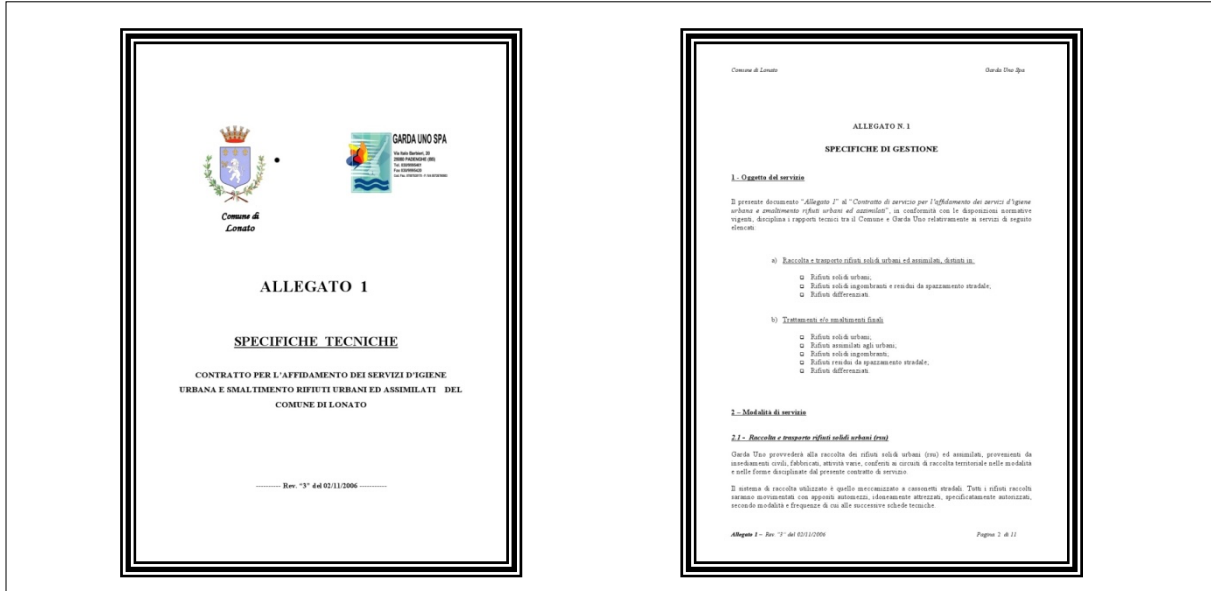 Comune di
Lonato
GARDA UNO SPA
Via Italo Barbieri, 20
25080 PADENGHE (BS)
ALLEGATO 1
SPECIFICHE TECNICHE
CONTRATTO PER L'AFFIDAMENTO DEI SERVIZI D'IGIENE
URBANA E SMALTIMENTO RIFIUTI URBANI ED ASSIMILATI DEL
COMUNE DI LONATO
---------- Rev. "3" del 02/11/2006 -----------
Comune di Lonato Garda Uno Spa
ALLEGATO N. 1
SPECIFICHE DI GESTIONE
1 - Oggetto del servizio
Il presente documento "Allegato 1" al "Contratto di servizio per l'affidamento dei servizi d'igiene
urbana e smaltimento rifiuti urbani ed assimilati", in conformità con le disposizioni normative
vigenti, disciplina i rapporti tecnici tra il Comune e Garda Uno relativamente ai servizi di seguito
elencati:
a) Raccolta e trasporto rifiuti solidi urbani ed assimilati, distinti in:
❑ Rifiuti solidi urbani;
❑ Rifiuti solidi ingombranti e residui da spazzamento stradale;
❑ Rifiuti differenziati.
b) Trattamenti e/o smaltimenti finali
❑ Rifiuti solidi urbani;
❑ Rifiuti assimilati agli urbani;
❑ Rifiuti solidi ingombranti;
❑ Rifiuti residui da spazzamento stradale;
❑ Rifiuti differenziati.
2 – Modalità di servizio
2.1 - Raccolta e trasporto rifiuti solidi urbani (rsu)
Garda Uno provvederà alla raccolta dei rifiuti solidi urbani (rsu) ed assimilati, provenienti da
insediamenti civili, fabbricati, attività varie, conferiti ai circuiti di raccolta territoriale nelle modalità
e nelle forme disciplinate dal presente contratto di servizio.
Il sistema di raccolta utilizzato è quello meccanizzato a cassonetti stradali. Tutti i rifiuti raccolti
saranno movimentati con appositi automezzi, idoneamente attrezzati, specificatamente autorizzati,
secondo modalità e frequenze di cui alle successive schede tecniche.
Allegato 1 – Rev. "3" del 02/11/2006 Pagina 2 di 11